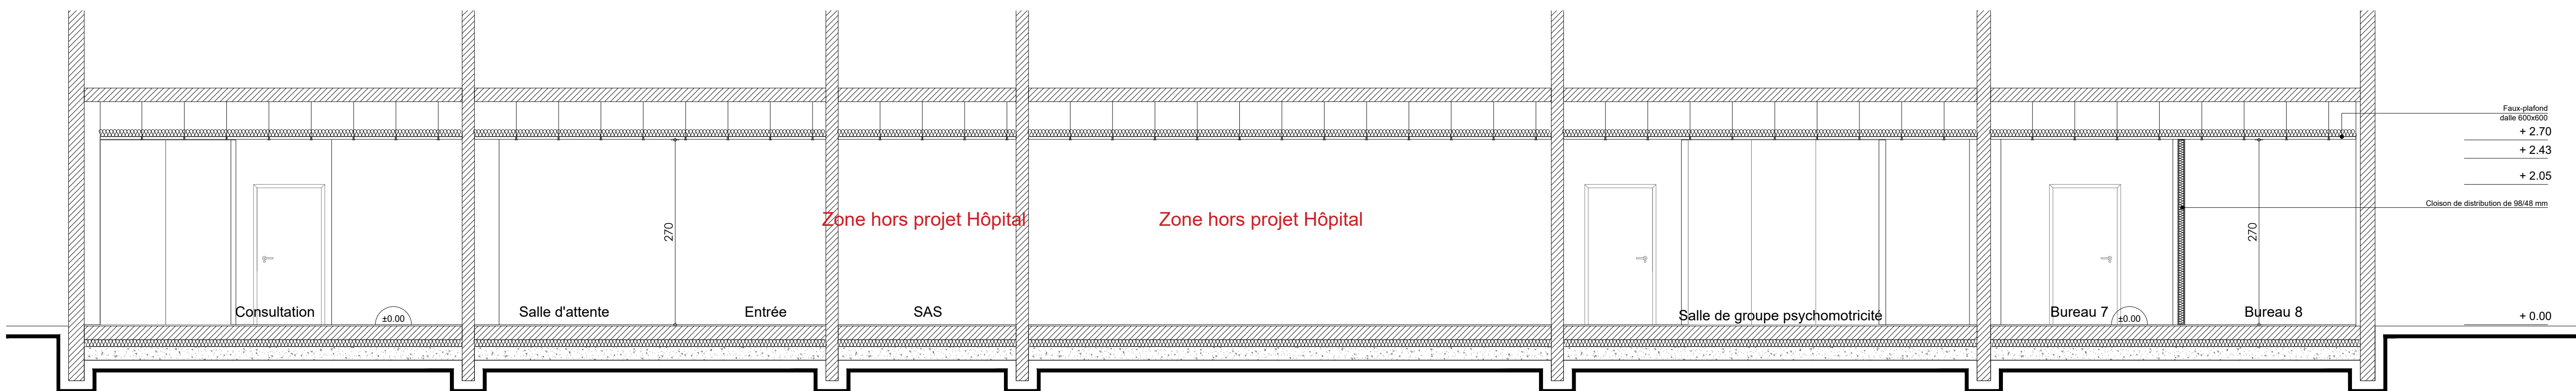 Faux-plafond
dalle 600x600
+ 2.70
+ 2.43
+ 2.05
Cloison de distribution de 98/48 mm
Zone hors projet Hôpital
Zone hors projet Hôpital
270
270
Consultation
±0.00
Salle d'attente
Entrée
SAS
Salle de groupe psychomotricité
Bureau 7
±0.00
Bureau 8
+ 0.00